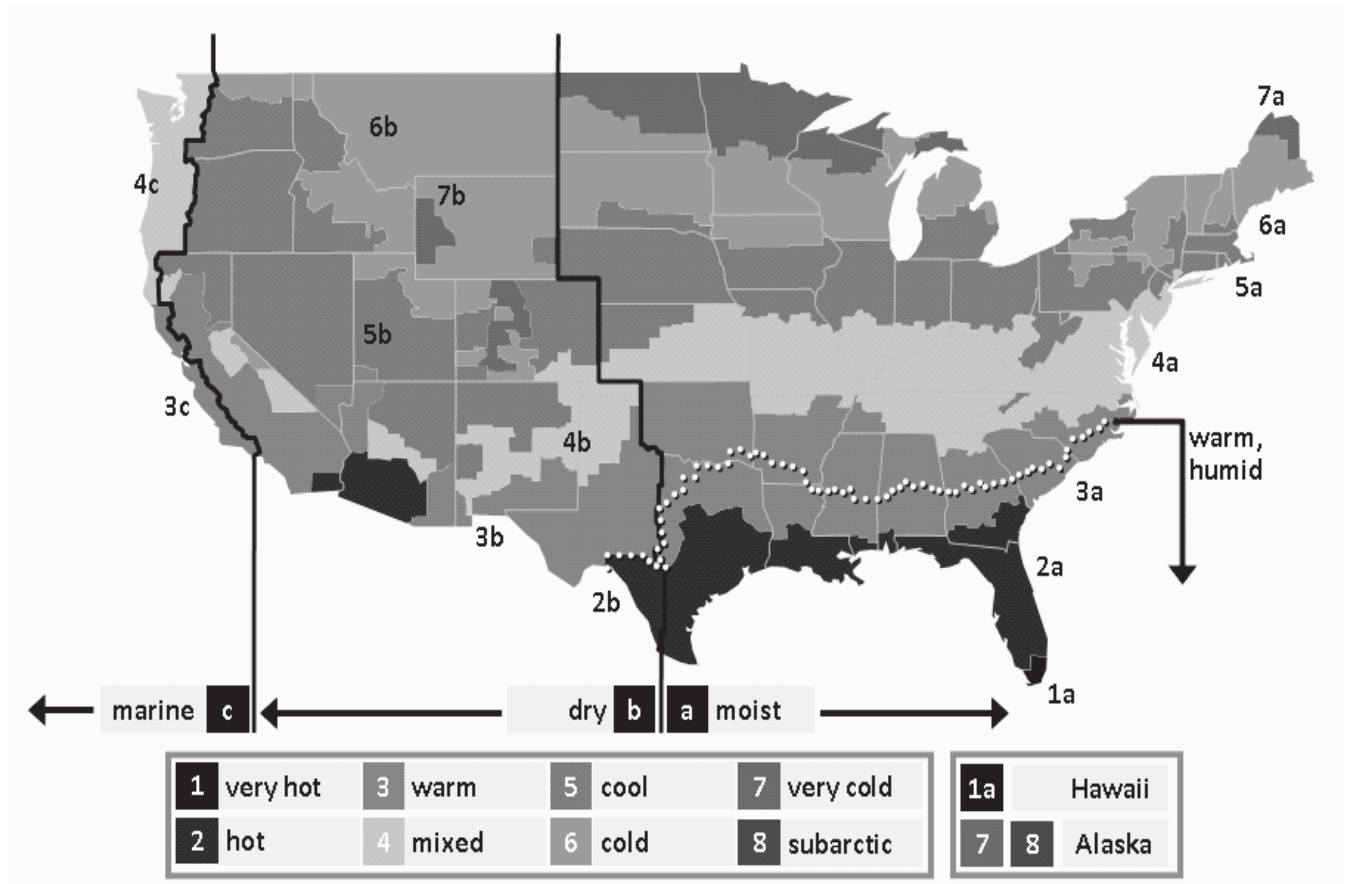 7a
6b
4c
7b
6a
5a
5b
4a
3c
4b
warm,
humid
3a
3b
2a
2b
1a
marine c
dry b a moist
1 very hot 3 warm 5 cool 7 very cold
2 hot 4 mixed 6 cold 8 subarctic
1a Hawaii
7 8 Alaska